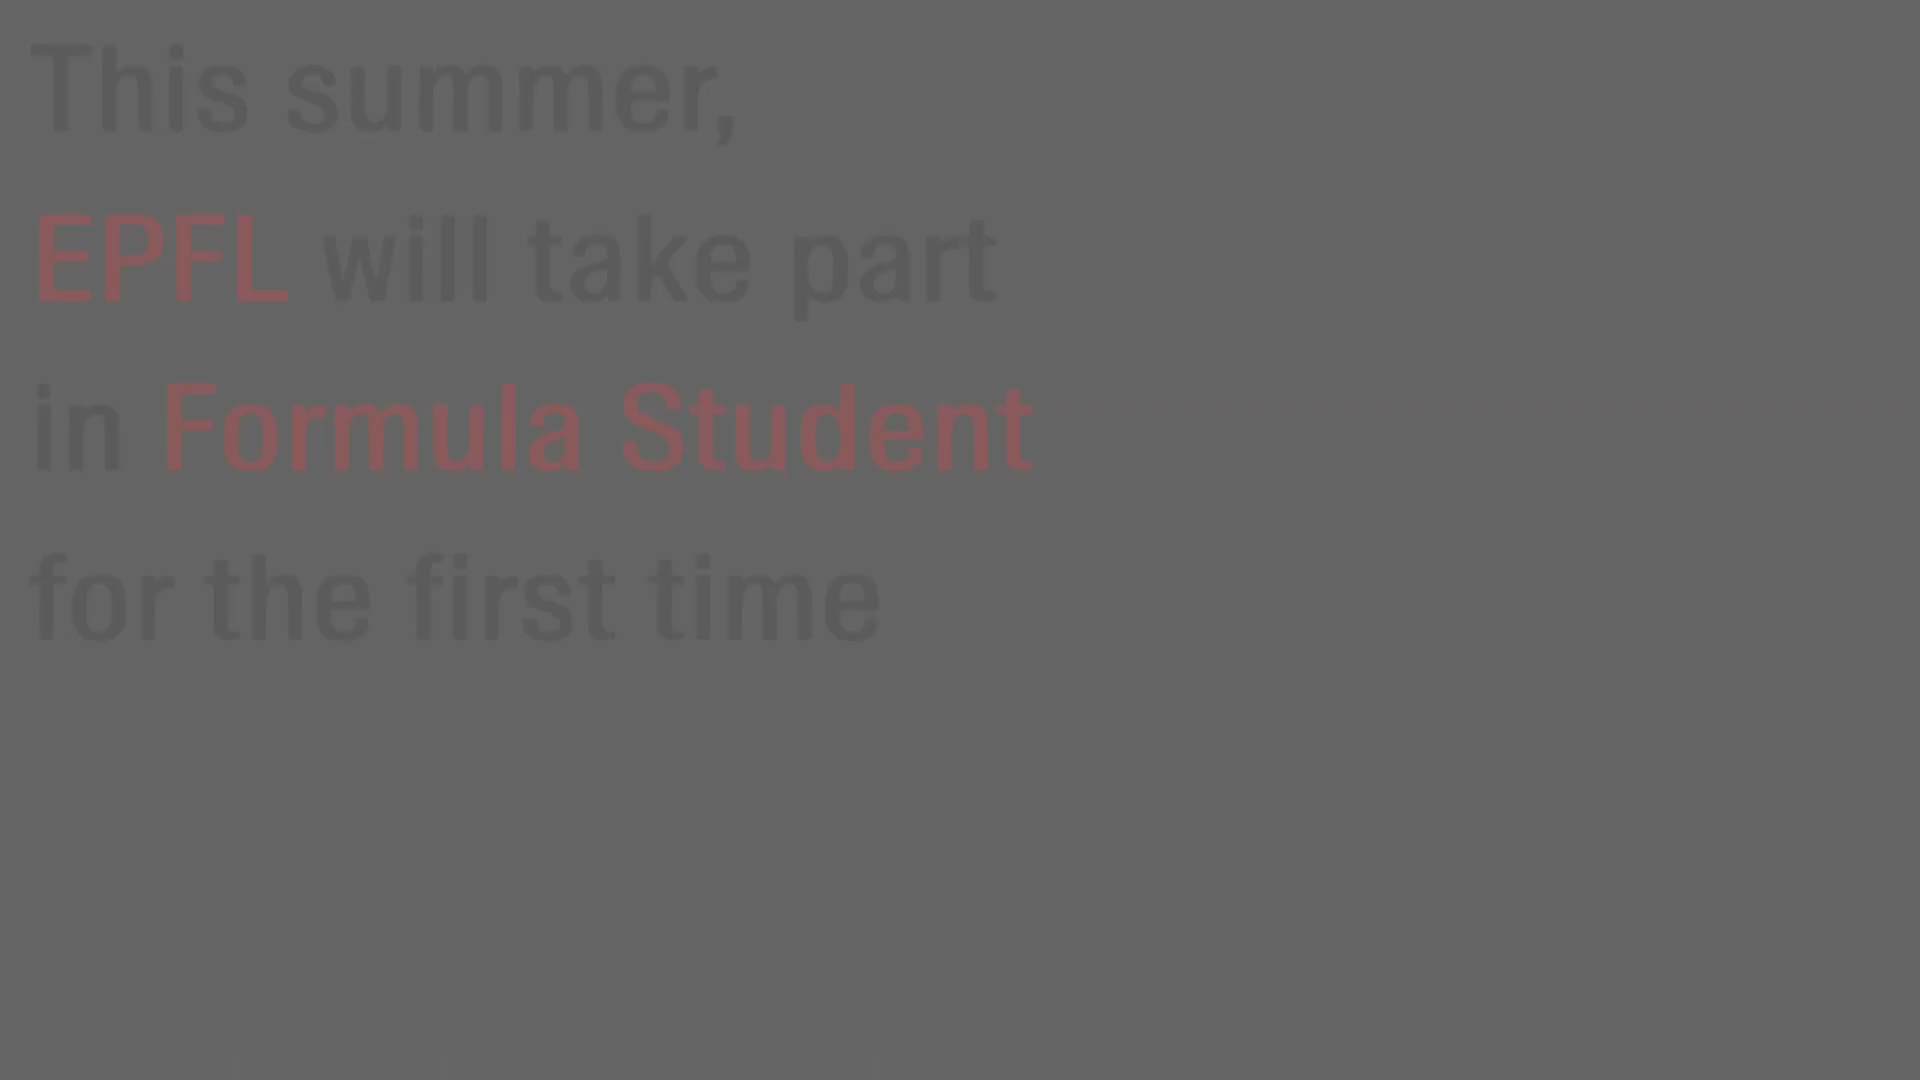 This summer,
EPFL will take part
in Formula Student
for the first time